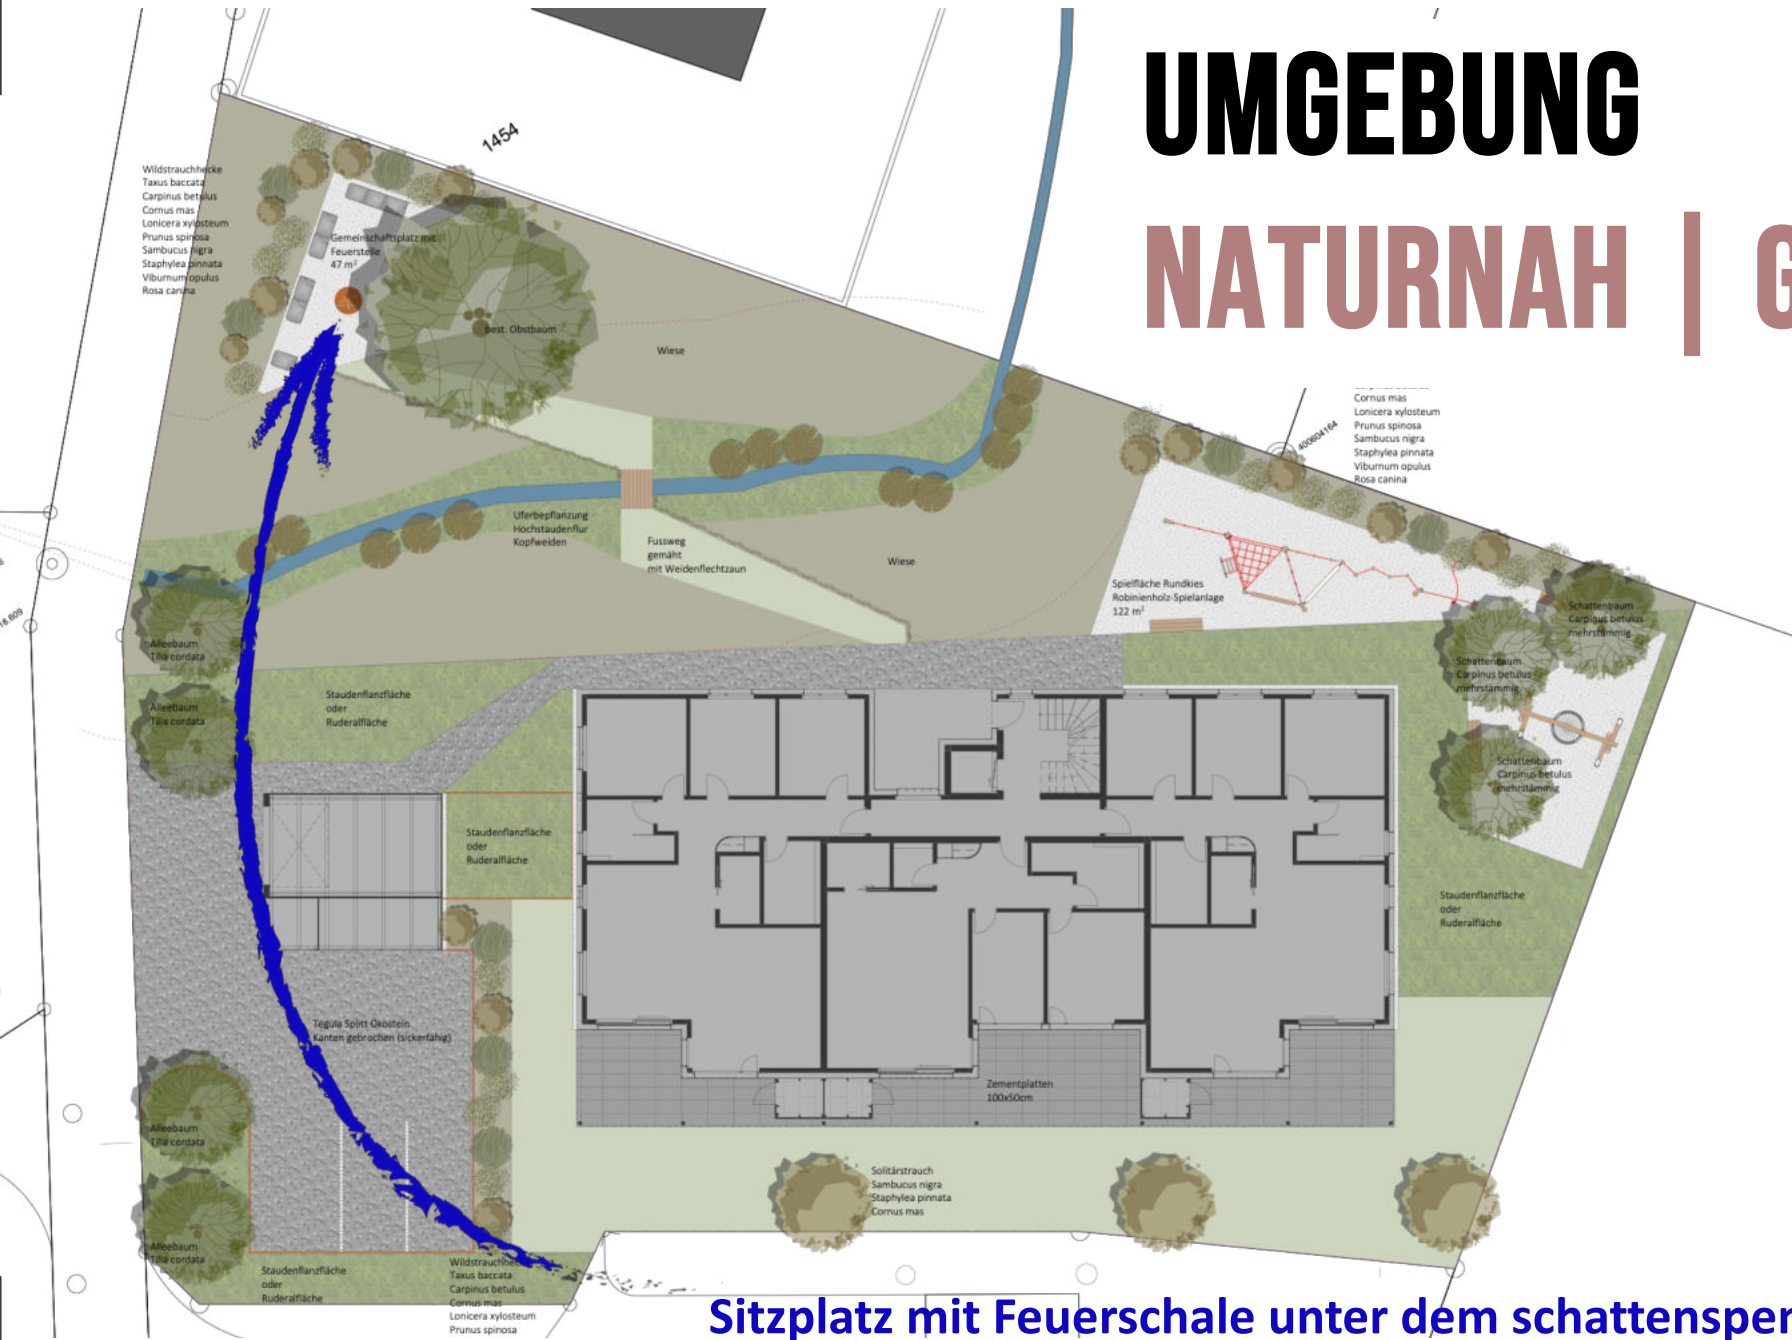 UMGEBUNG
NATURNAH | G
1454
Wildstrauchhecke
Taxus baccata
Carpinus betulus
Cornus mas
Lonicera xylosteum
Prunus spinosa
Sambucus nigra
Staphylea pinnata
Viburnum opulus
Rosa canina
Gemeinschaftsplatz mit
Feuerstelle
47 m²
best. Obstbaum
Wiese
Cornus mas
Lonicera xylosteum
Prunus spinosa
Sambucus nigra
Staphylea pinnata
Viburnum opulus
Rosa canina
400604164
Uferbepflanzung
Hochstaudenflur
Kopfweiden
Fussweg
gemäht
mit Weidenflechtzaun
Wiese
Spielfläche Rundkies
Robinienholz-Spielanlage
122 m²
Schattenbaum
Carpinus betulus
mehrstämmig
Schattenbaum
Carpinus betulus
mehrstämmig
Schattenbaum
Carpinus betulus
mehrstämmig
18.609
Alleebaum
Tilia cordata
Alleebaum
Tilia cordata
Staudenflanzfläche
oder
Ruderalfläche
Staudenflanzfläche
oder
Ruderalfläche
Staudenflanzfläche
oder
Ruderalfläche
Tegula Splitt Ökostein
Kanten gebrochen (sickerfähig)
Zementplatten
100x50cm
Alleebaum
Tilia cordata
Solitärstrauch
Sambucus nigra
Staphylea pinnata
Cornus mas
Alleebaum
Tilia cordata
Staudenflanzfläche
oder
Ruderalfläche
Wildstrauchhec
Taxus baccata
Carpinus betulus
Cornus mas
Lonicera xylosteum
Prunus spinosa
Sitzplatz mit Feuerschale unter dem schattenspe